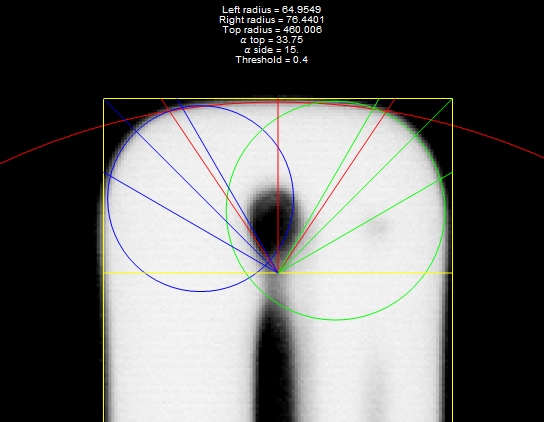 Left radius = 64.9549
Right radius = 76.4401
Top radius = 460.006
α top = 33.75
α side = 15.
Threshold = 0.4